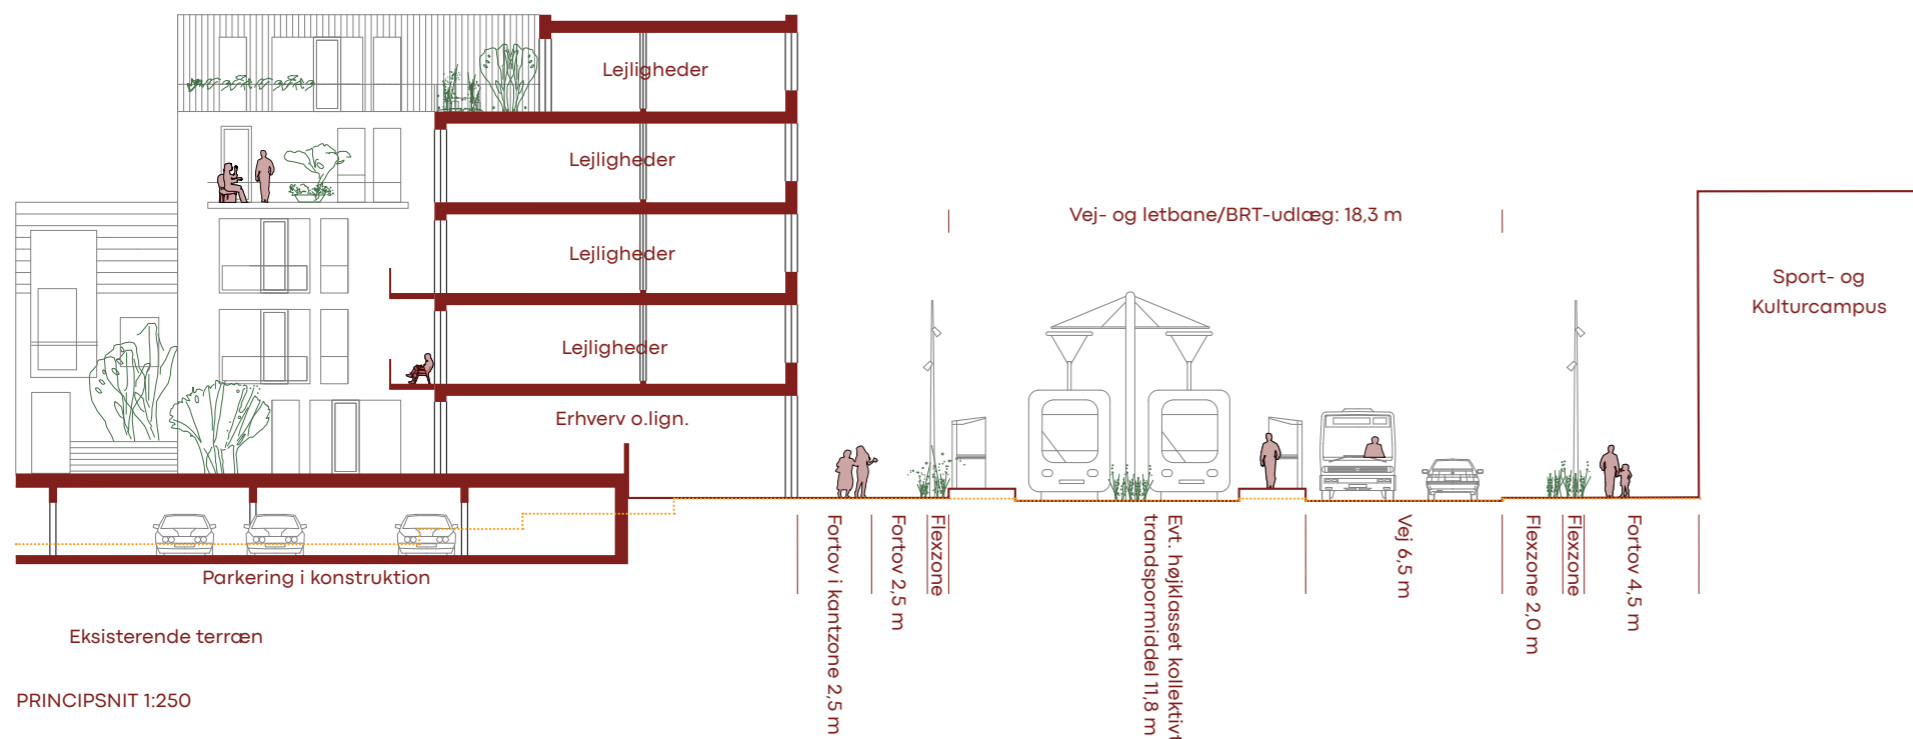 Lejligheder
Lejligheder
Lejligheder
Lejligheder
Erhverv o.lign.
Parkering i konstruktion
Eksisterende terræn
PRINCIPSNIT 1:250
Vej- og letbane/BRT-udlæg: 18,3 m
Sport- og
Kulturcampus
Fortov i kantzone 2,5 m
Fortov 2,5 m
Flexzone
Evt. højklasset kollektivt
trandspormiddel 11,8 m
Vej 6,5 m
Flexzone 2,0 m
Flexzone
Fortov 4,5 m